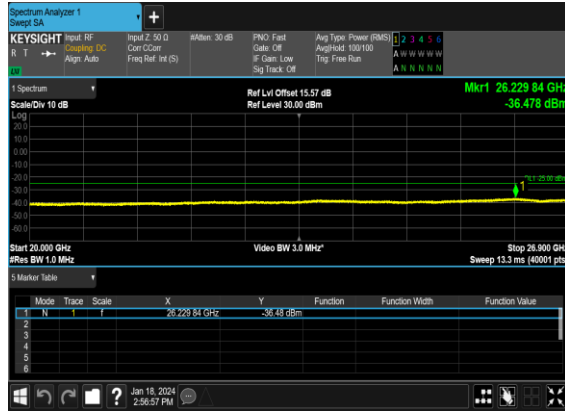 Spectrum Analyzer 1
Swept SA
+
KEYSIGHT Input: RF Input Z: 50 Ω #Atten: 30 dB PNO: Fast Avg Type: Power (RMS) 1 2 3 4 5 6
R T Coupling: DC Corr CCorr Gate: Off Avg|Hold: 100/100 A W W W W W
Align: Auto Freq Ref: Int (S) IF Gain: Low Trig: Free Run
Sig Track: Off A N N N N N
1 Spectrum Ref Lvl Offset 15.57 dB Mkr1 26.229 84 GHz
Scale/Div 10 dB Ref Level 30.00 dBm -36.478 dBm
Log
20.0
10.0
0.00
-10.0
-20.0
DL1 -25.00 dBm
-30.0
1
-40.0
-50.0
-60.0
Start 20.000 GHz Video BW 3.0 MHz* Stop 26.900 GHz
#Res BW 1.0 MHz Sweep 13.3 ms (40001 pts)
5 Marker Table
Mode Trace Scale X Y Function Function Width Function Value
1 N 1 f 26.229 84 GHz -36.48 dBm
2
3
4
5
6
? Jan 18, 2024
2:56:57 PM